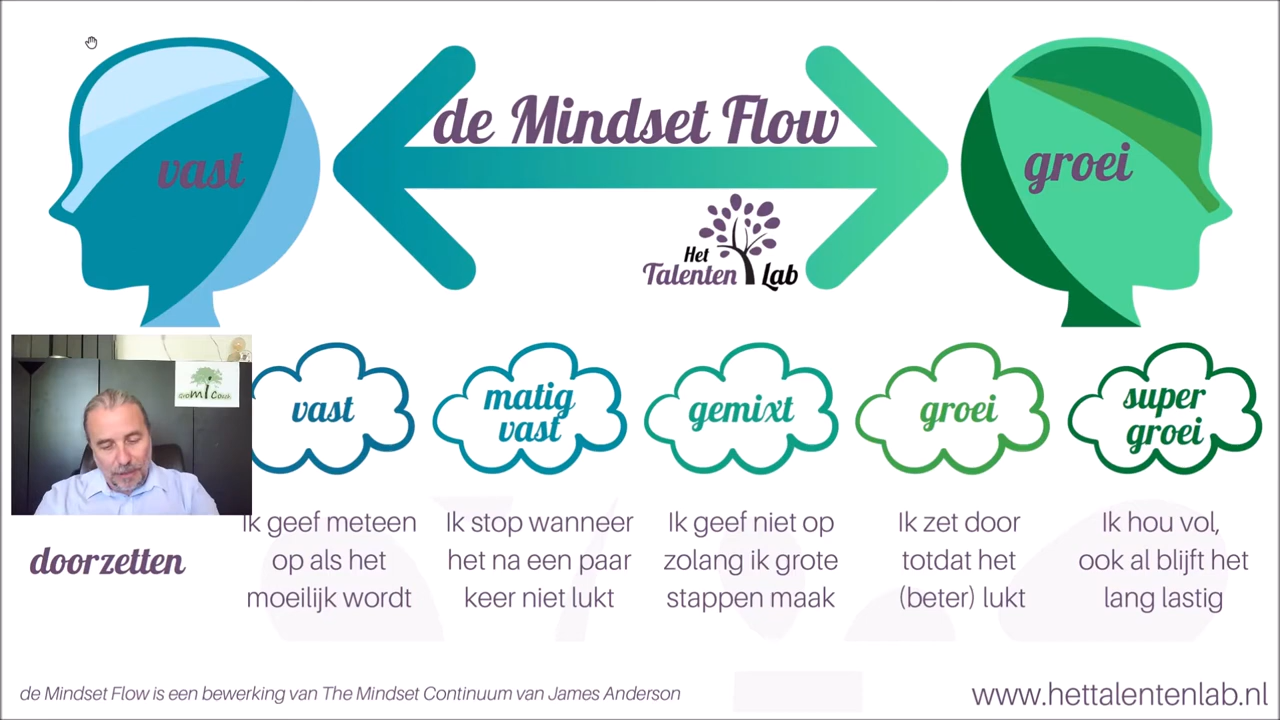 de Mindset Flow
vast
groei
Het
Talenten Lab
vast
matig
vast
gemixt
groei
super
groei
doorzetten
Ik geef meteen
op als het
moeilijk wordt
Ik stop wanneer
het na een paar
keer niet lukt
Ik geef niet op
zolang ik grote
stappen maak
Ik zet door
totdat het
(beter) lukt
Ik hou vol,
ook al blijft het
lang lastig
de Mindset Flow is een bewerking van The Mindset Continuum van James Anderson
www.hettalentenlab.nl